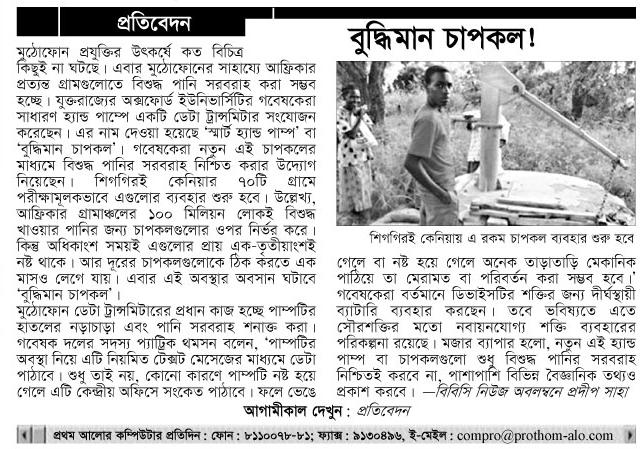 প্রতিবেদন
বুদ্ধিমান চাপকল!
মুঠোফোন প্রযুক্তির উৎকর্ষে কত বিচিত্র
কিছুই না ঘটছে। এবার মুঠোফোনের সাহায্যে আফ্রিকার
প্রত্যন্ত গ্রামগুলোতে বিশুদ্ধ পানি সরবরাহ করা সম্ভব
হচ্ছে। যুক্তরাজ্যের অক্সফোর্ড ইউনিভার্সিটির গবেষকেরা
সাধারণ হ্যান্ড পাম্পে একটি ডেটা ট্রান্সমিটার সংযোজন
করেছেন। এর নাম দেওয়া হয়েছে ‘স্মার্ট হ্যান্ড পাম্প’ বা
‘বুদ্ধিমান চাপকল’। গবেষকেরা নতুন এই চাপকলের
মাধ্যমে বিশুদ্ধ পানির সরবরাহ নিশ্চিত করার উদ্যোগ
নিয়েছেন। শিগগিরই কেনিয়ার ৭০টি গ্রামে
পরীক্ষামূলকভাবে এগুলোর ব্যবহার শুরু হবে। উল্লেখ্য,
আফ্রিকার গ্রামাঞ্চলের ১০০ মিলিয়ন লোকই বিশুদ্ধ
খাওয়ার পানির জন্য চাপকলগুলোর ওপর নির্ভর করে।
কিন্তু অধিকাংশ সময়ই এগুলোর প্রায় এক-তৃতীয়াংশই
নষ্ট থাকে। আর দূরের চাপকলগুলোকে ঠিক করতে এক
মাসও লেগে যায়। এবার এই অবস্থার অবসান ঘটাবে
‘বুদ্ধিমান চাপকল’।
মুঠোফোন ডেটা ট্রান্সমিটারের প্রধান কাজ হচ্ছে পাম্পটির
হাতলের নড়াচড়া এবং পানি সরবরাহ শনাক্ত করা।
গবেষক দলের সদস্য প্যাট্রিক থমসন বলেন, ‘পাম্পটির
অবস্থা নিয়ে এটি নিয়মিত টেক্সট মেসেজের মাধ্যমে ডেটা
পাঠাবে। শুধু তাই নয়, কোনো কারণে পাম্পটি নষ্ট হয়ে
গেলে এটি কেন্দ্রীয় অফিসে সংকেত পাঠাবে। ফলে ভেঙে
শিগগিরই কেনিয়ায় এ রকম চাপকল ব্যবহার শুরু হবে
গেলে বা নষ্ট হয়ে গেলে অনেক তাড়াতাড়ি মেকানিক
পাঠিয়ে তা মেরামত বা পরিবর্তন করা সম্ভব হবে।’
গবেষকেরা বর্তমানে ডিভাইসটির শক্তির জন্য দীর্ঘস্থায়ী
ব্যাটারি ব্যবহার করছেন। তবে ভবিষ্যতে এতে
সৌরশক্তির মতো নবায়নযোগ্য শক্তি ব্যবহারের
পরিকল্পনা রয়েছে। মজার ব্যাপার হলো, নতুন এই হ্যান্ড
পাম্প বা চাপকলগুলো শুধু বিশুদ্ধ পানির সরবরাহ
নিশ্চিতই করবে না, পাশাপাশি বিভিন্ন বৈজ্ঞানিক তথ্যও
প্রকাশ করবে। —বিবিসি নিউজ অবলম্বনে প্রদীপ সাহা
আগামীকাল দেখুন : প্রতিবেদন
প্রথম আলোর কম্পিউটার প্রতিদিন : ফোন : ৮১১০০৭৮-৮১; ফ্যাক্স : ৯১৩০৪৯৬, ই-মেইল : compro@prothom-alo.com